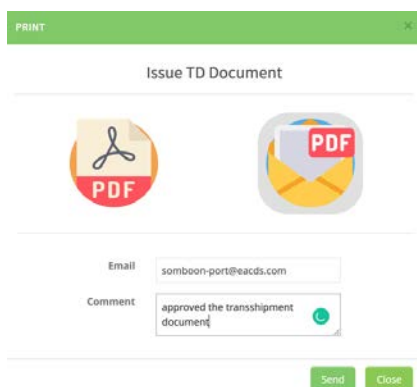 PRINT
×
Issue TD Document
PDF
PDF
Email
somboon-port@eacds.com
Comment
approved the transshipment
document
Send
Close